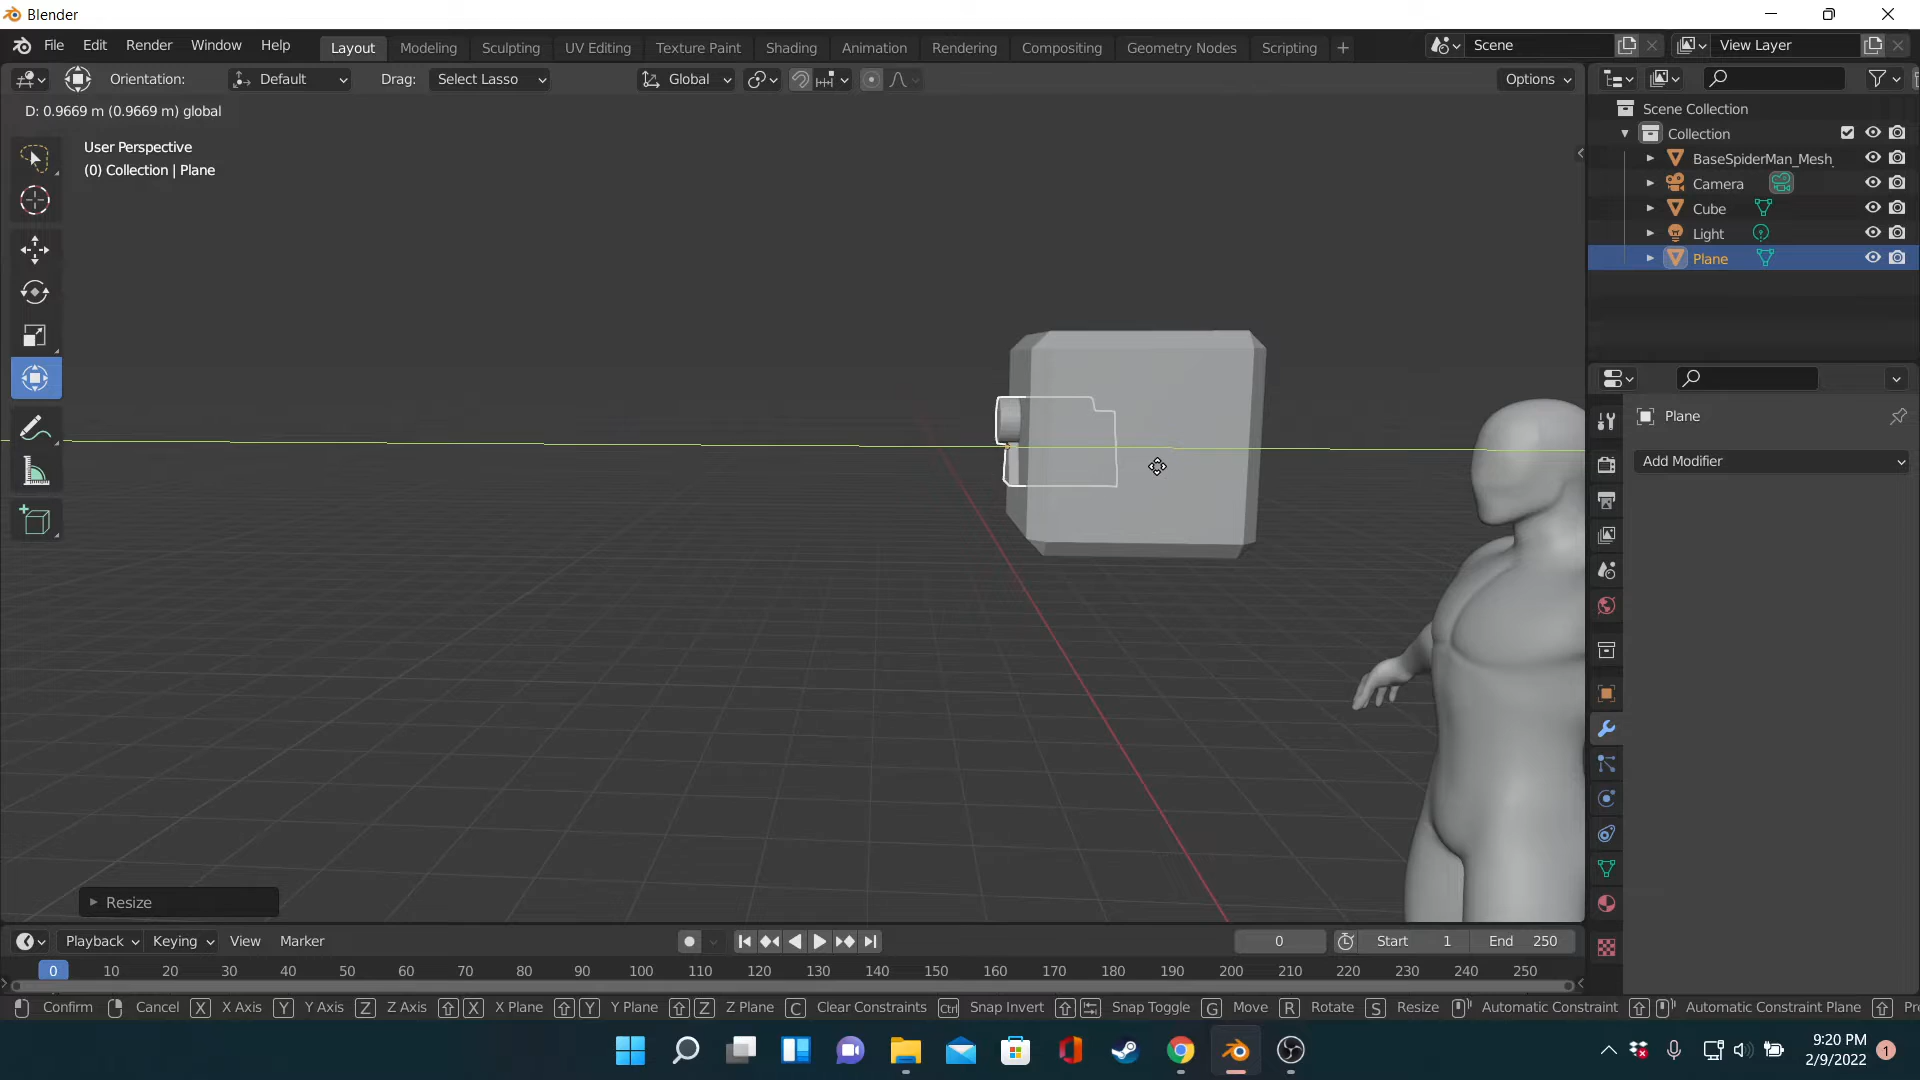 Blender
File Edit Render Window Help Layout Modeling Sculpting UV Editing Texture Paint Shading Animation Rendering Compositing Geometry Nodes Scripting + Scene View Layer
Orientation: Default Drag: Select Lasso Global Options
D: 0.9669 m (0.9669 m) global
User Perspective
(0) Collection | Plane
Scene Collection
Collection
BaseSpiderMan_Mesh_
Camera
Cube
Light
Plane
Plane
Add Modifier
Resize
Playback Keying View Marker 0 Start 1 End 250
0 10 20 30 40 50 60 70 80 90 100 110 120 130 140 150 160 170 180 190 200 210 220 230 240 250
Confirm Cancel X X Axis Y Y Axis Z Z Axis X X Plane Y Y Plane Z Z Plane C Clear Constraints Ctrl Snap Invert Snap Toggle G Move R Rotate S Resize Automatic Constraint Automatic Constraint Plane Pr
9:20 PM
2/9/2022 1